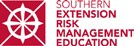 SOUTHERN
EXTENSION
RISK
MANAGEMENT
EDUCATION